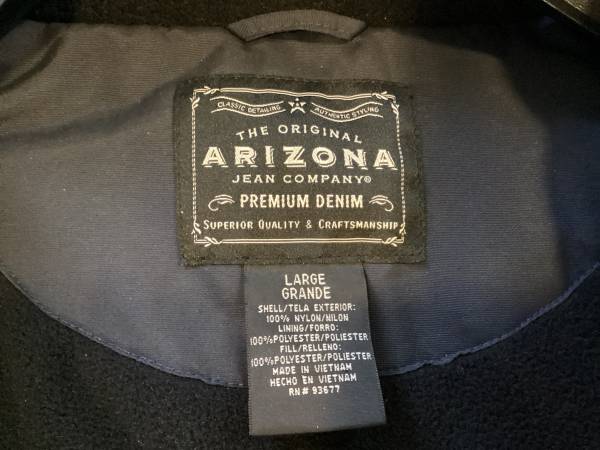 CLASSIC DETAILING AUTHENTIC STYLING
THE ORIGINAL
ARIZONA
JEAN COMPANY®
PREMIUM DENIM
SUPERIOR QUALITY & CRAFTSMANSHIP
LARGE
GRANDE
SHELL/TELA EXTERIOR:
100% NYLON/NILON
LINING/FORRO:
100%POLYESTER/POLIESTER
FILL/RELLENO:
100%POLYESTER/POLIESTER
MADE IN VIETNAM
HECHO EN VIETNAM
RN# 93677